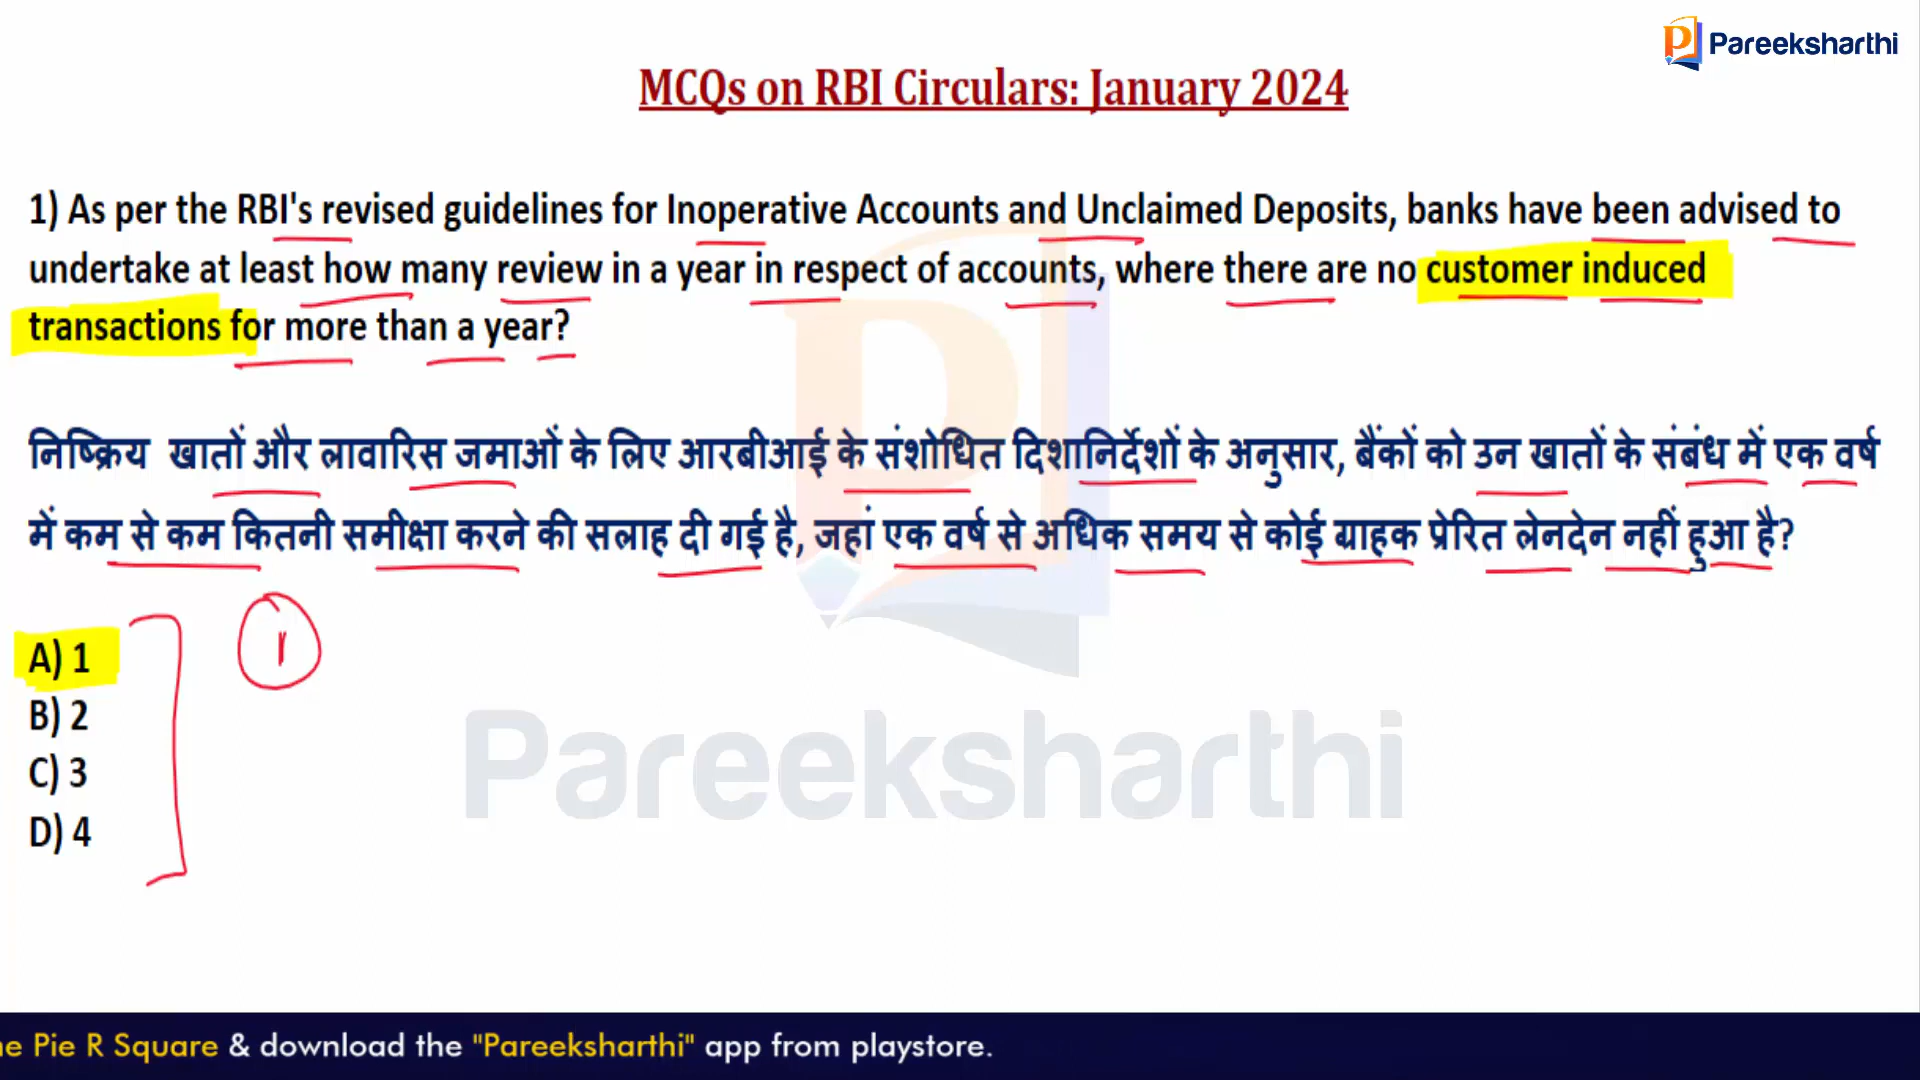 Pareeksharthi
MCQs on RBI Circulars: January 2024
1) As per the RBI's revised guidelines for Inoperative Accounts and Unclaimed Deposits, banks have been advised to
undertake at least how many review in a year in respect of accounts, where there are no customer induced
transactions for more than a year?
निष्क्रिय खातों और लावारिस जमाओं के लिए आरबीआई के संशोधित दिशानिर्देशों के अनुसार, बैंकों को उन खातों के संबंध में एक वर्ष
में कम से कम कितनी समीक्षा करने की सलाह दी गई है, जहां एक वर्ष से अधिक समय से कोई ग्राहक प्रेरित लेनदेन नहीं हुआ है?
A) 1
1
B) 2
C) 3
D) 4
Pareeksharthi
e Pie R Square & download the "Pareeksharthi" app from playstore.